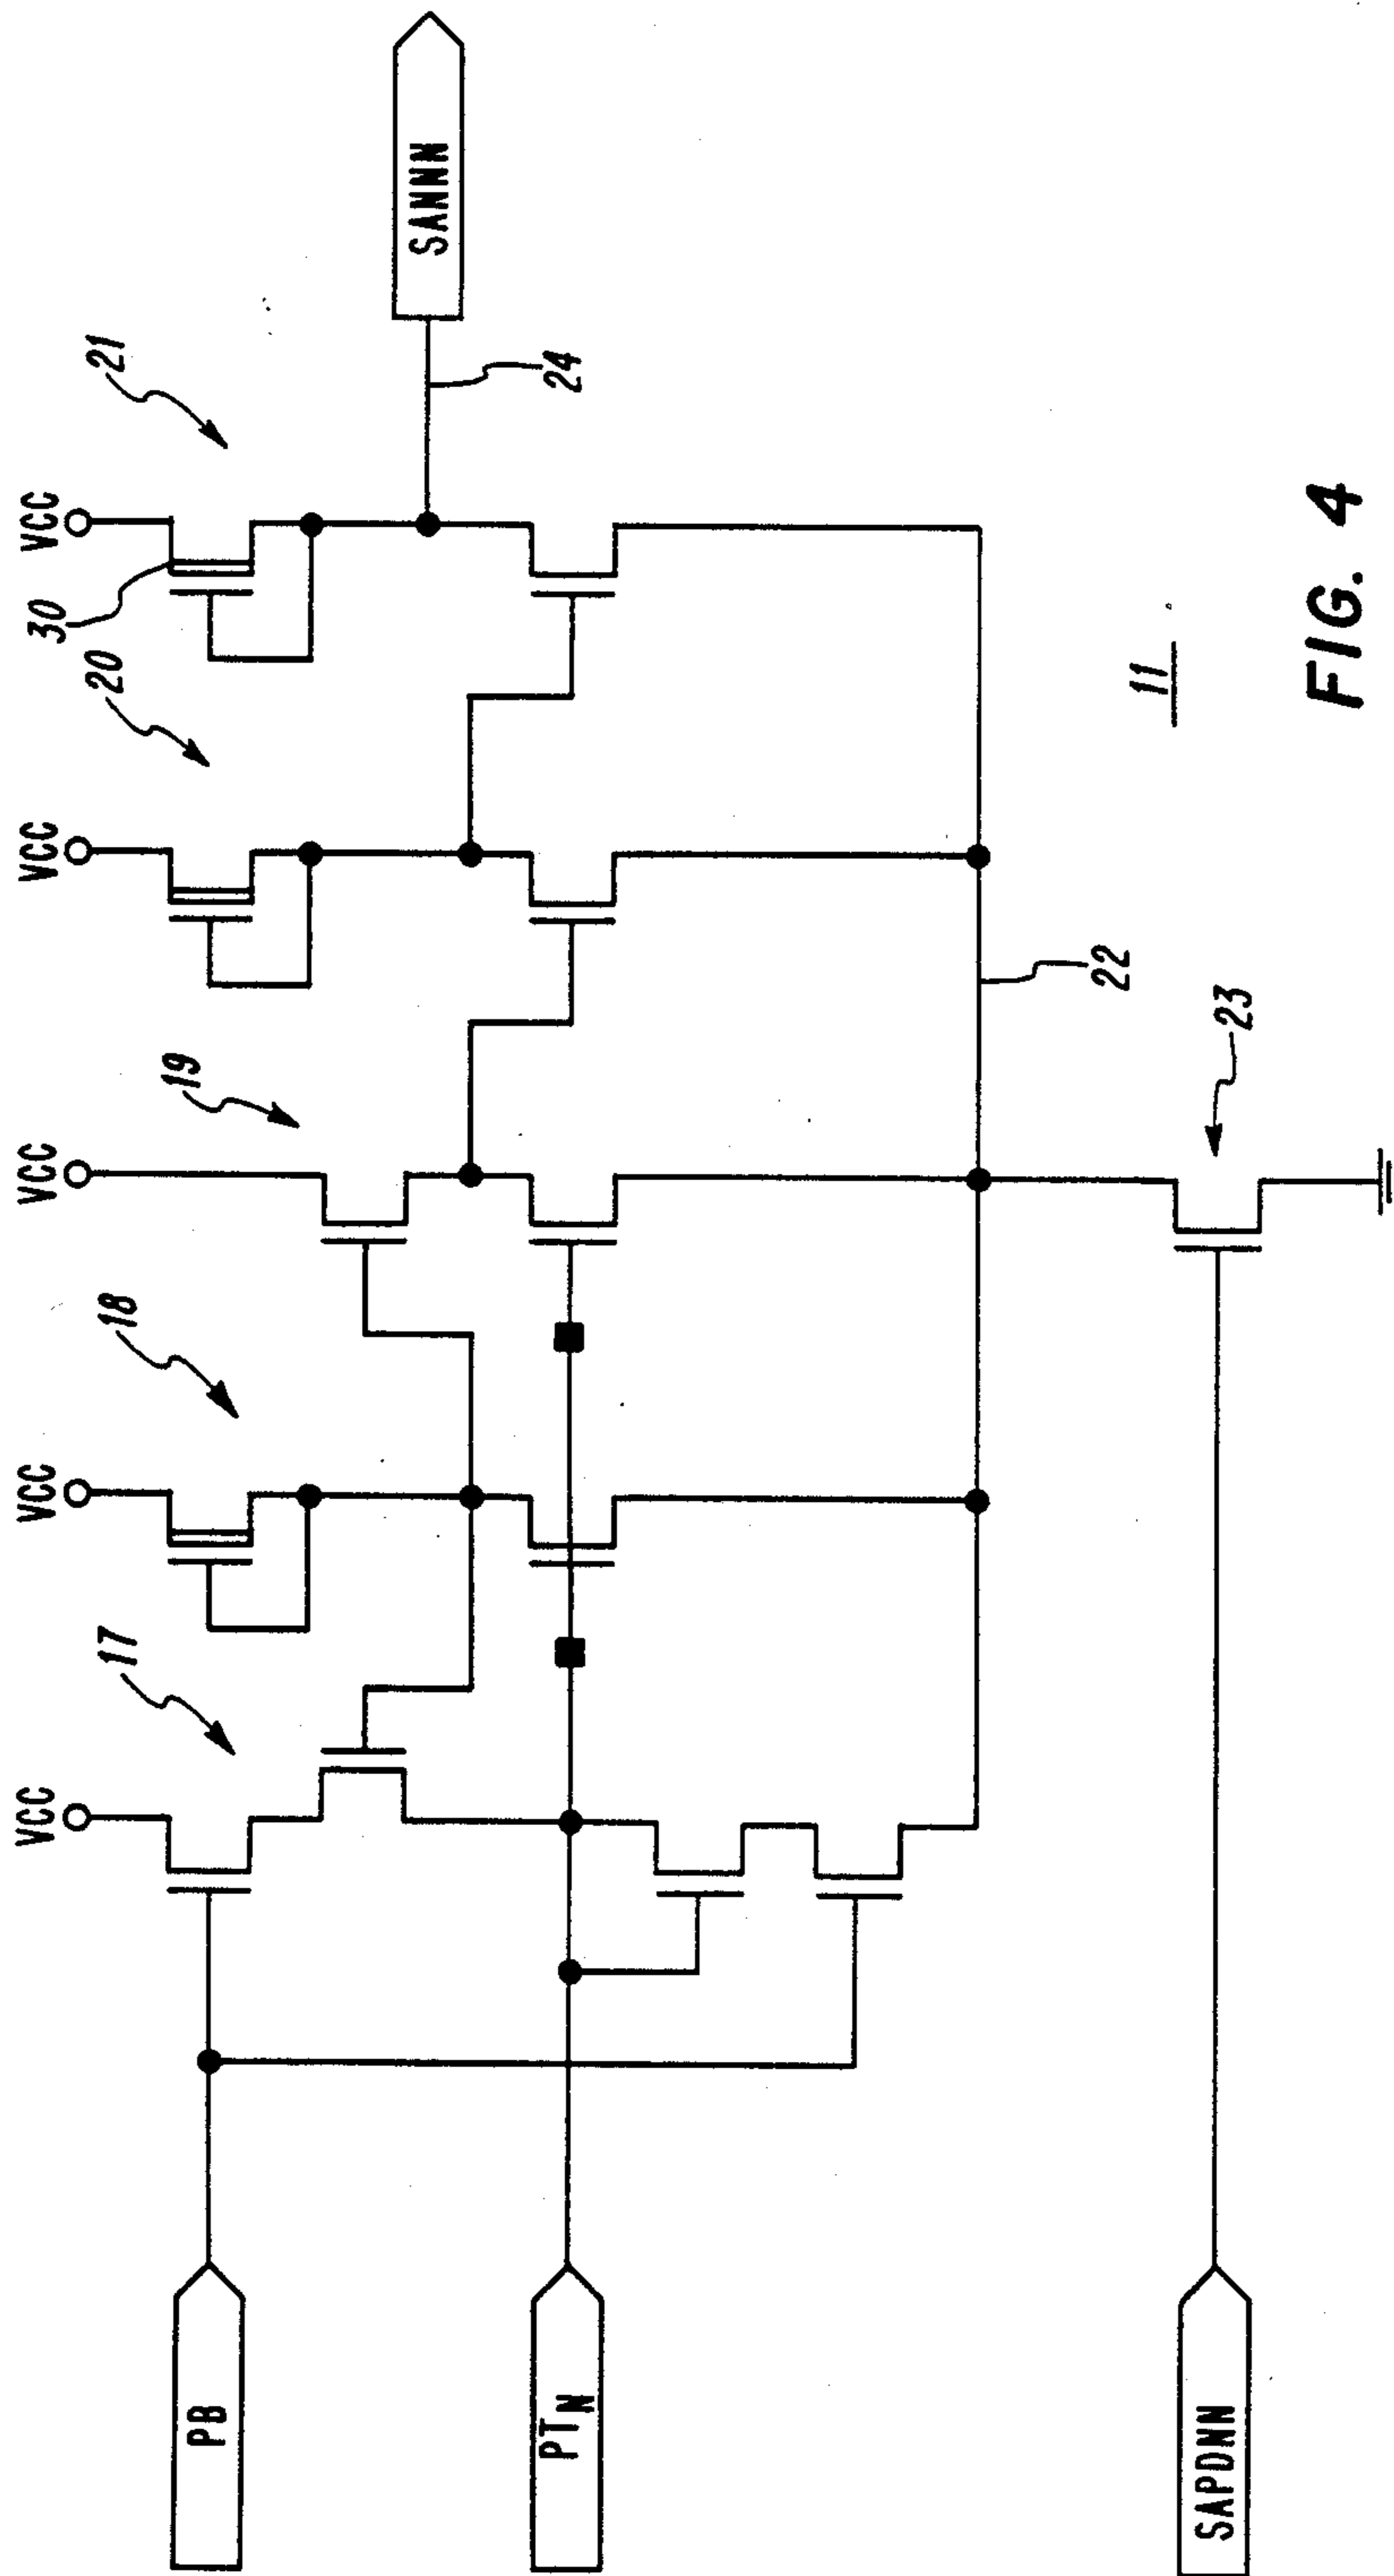 VCC
VCC
VCC
VCC
VCC
17
18
19
20
21
30
PB
PT_N
SAPDNN
SANNN
24
22
23
11
FIG. 4